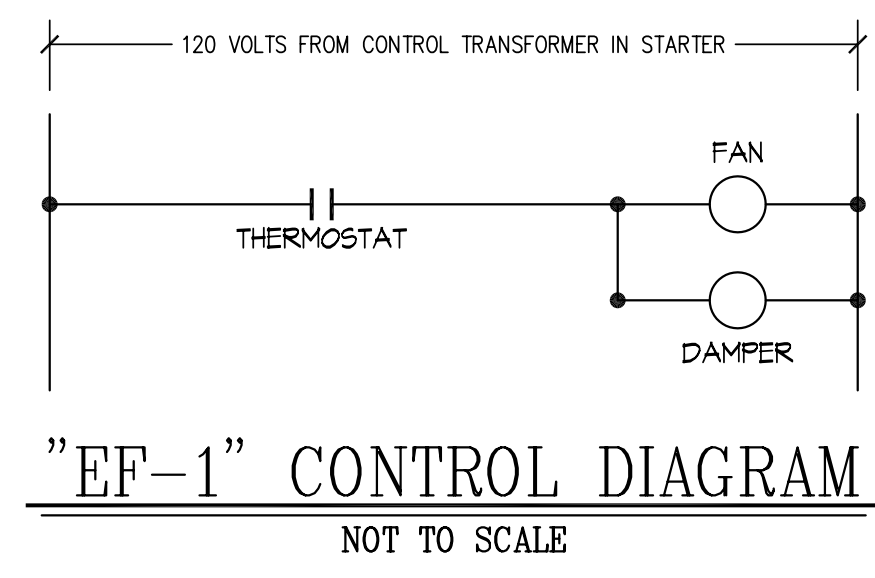 120 VOLTS FROM CONTROL TRANSFORMER IN STARTER
FAN
THERMOSTAT
DAMPER
"EF-1" CONTROL DIAGRAM
NOT TO SCALE